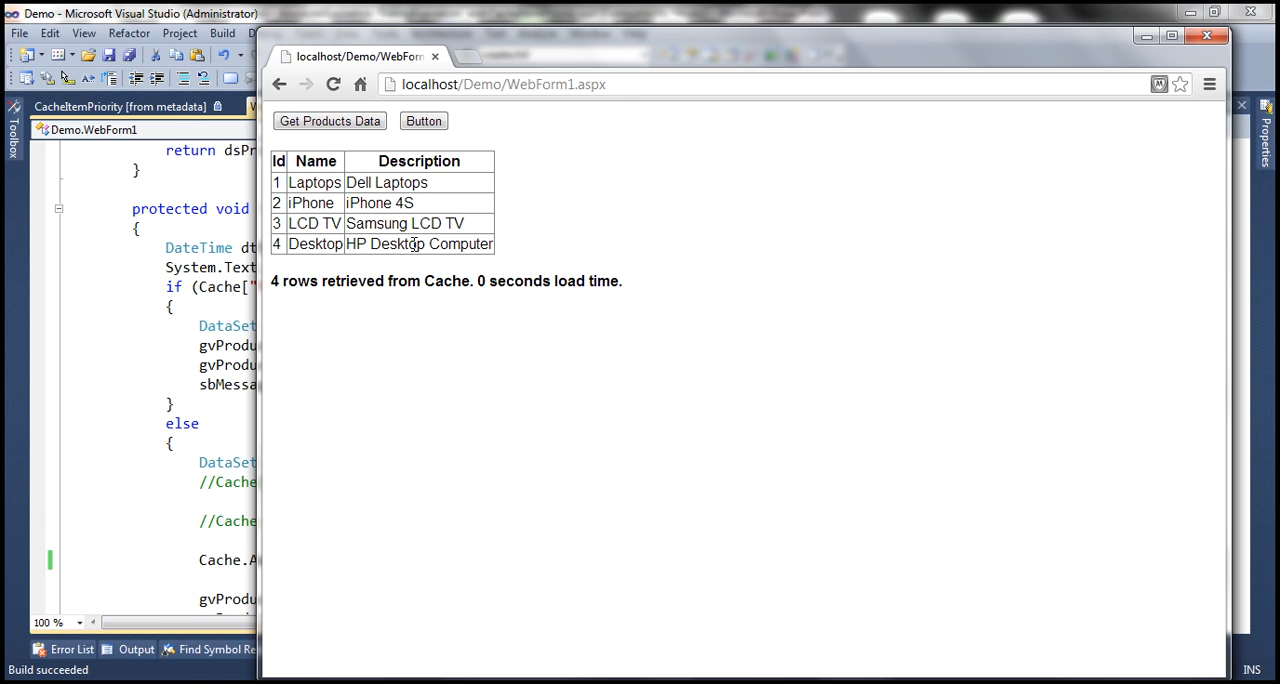 Demo - Microsoft Visual Studio (Administrator)
File Edit View Refactor Project Build
localhost/Demo/WebForm
localhost/Demo/WebForm1.aspx
CacheItemPriority [from metadata]
Demo.WebForm1
Toolbox
Properties
Get Products Data Button
Id Name Description
1 Laptops Dell Laptops
2 iPhone iPhone 4S
3 LCD TV Samsung LCD TV
4 Desktop HP Desktop Computer
4 rows retrieved from Cache. 0 seconds load time.
return dsPr
}
protected void
{
DateTime dt
System.Text
if (Cache["
{
DataSet
gvProdu
gvProdu
sbMessa
}
else
{
DataSet
//Cache
//Cache
Cache.A
gvProdu
100 %
Error List Output Find Symbol Re
Build succeeded INS